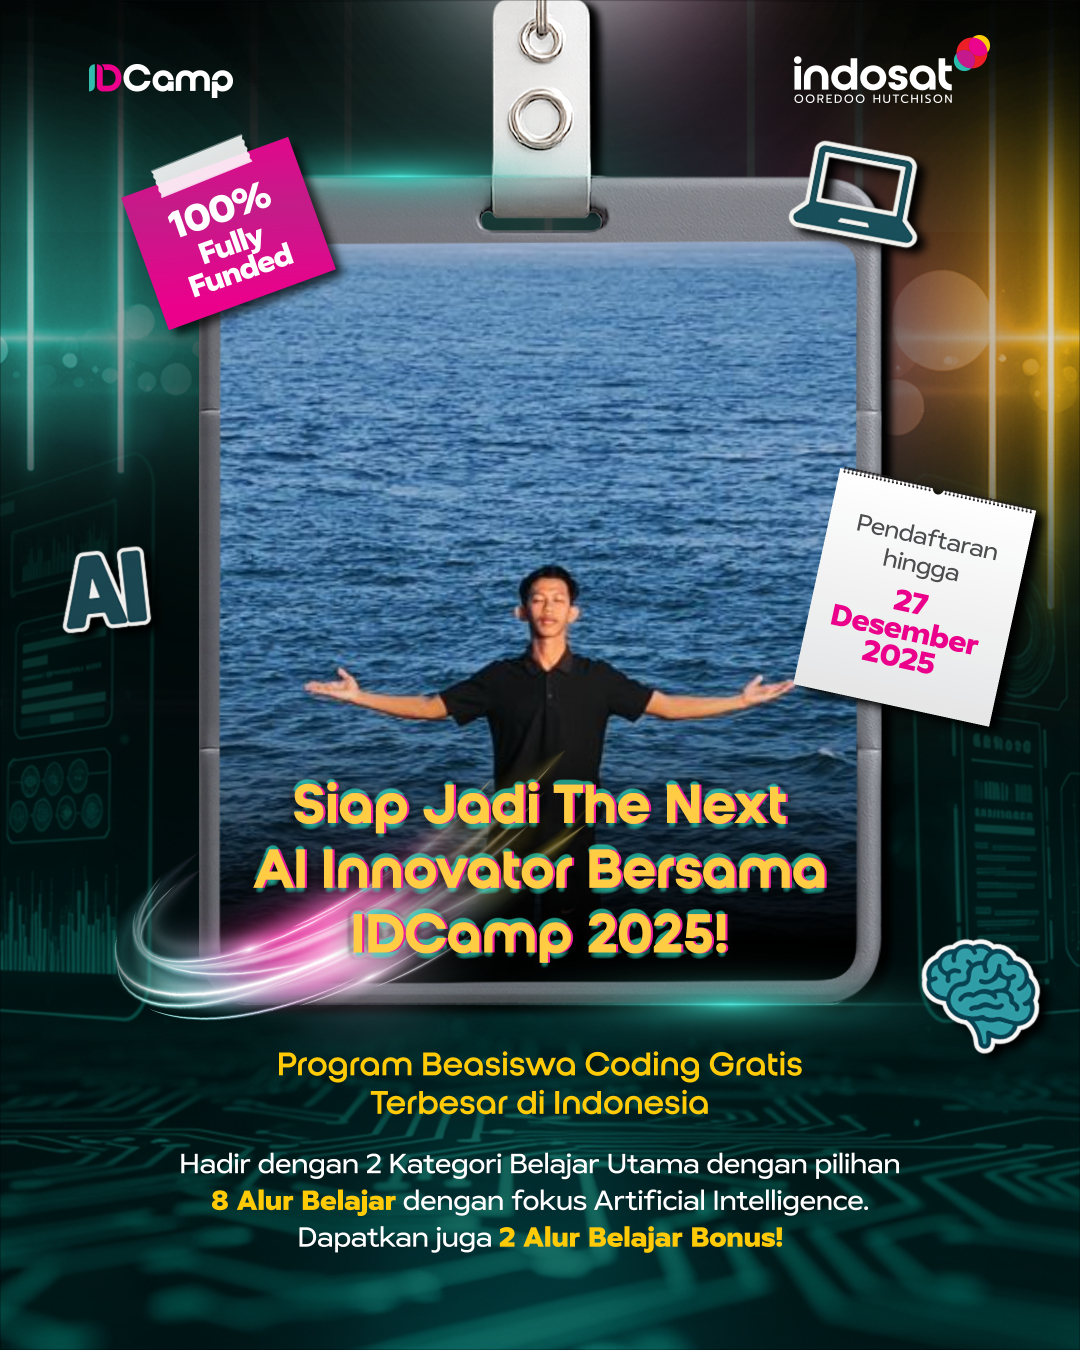 IDCamp
indosat
OOREDOO HUTCHISON
100%
Fully
Funded
AI
Pendaftaran
hingga
27
Desember
2025
Siap Jadi The Next
AI Innovator Bersama
IDCamp 2025!
Program Beasiswa Coding Gratis
Terbesar di Indonesia
Hadir dengan 2 Kategori Belajar Utama dengan pilihan
8 Alur Belajar dengan fokus Artificial Intelligence.
Dapatkan juga 2 Alur Belajar Bonus!